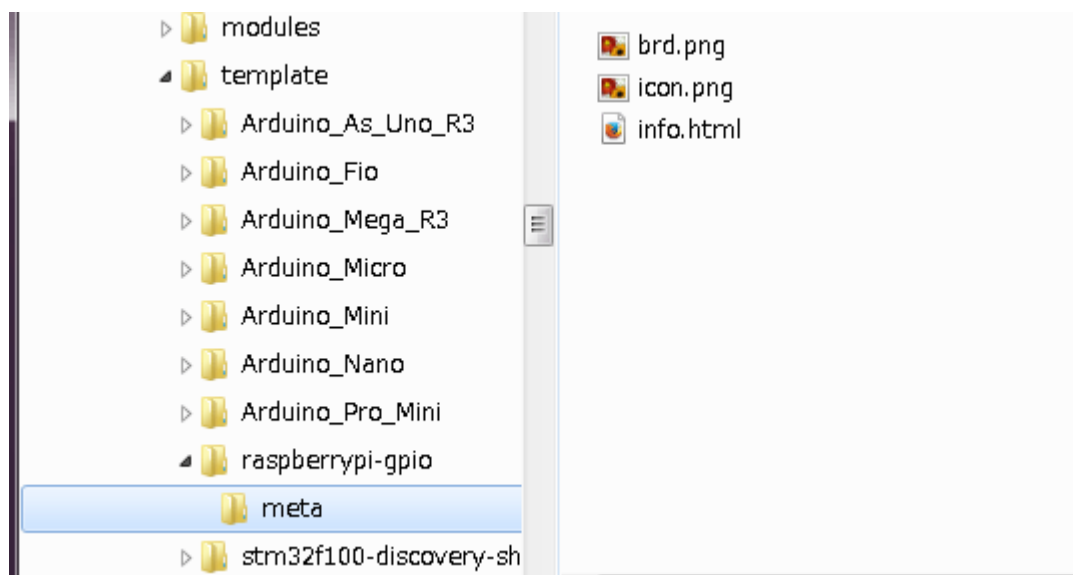 modules
template
Arduino_As_Uno_R3
Arduino_Fio
Arduino_Mega_R3
Arduino_Micro
Arduino_Mini
Arduino_Nano
Arduino_Pro_Mini
raspberrypi-gpio
meta
stm32f100-discovery-sh
brd.png
icon.png
info.html